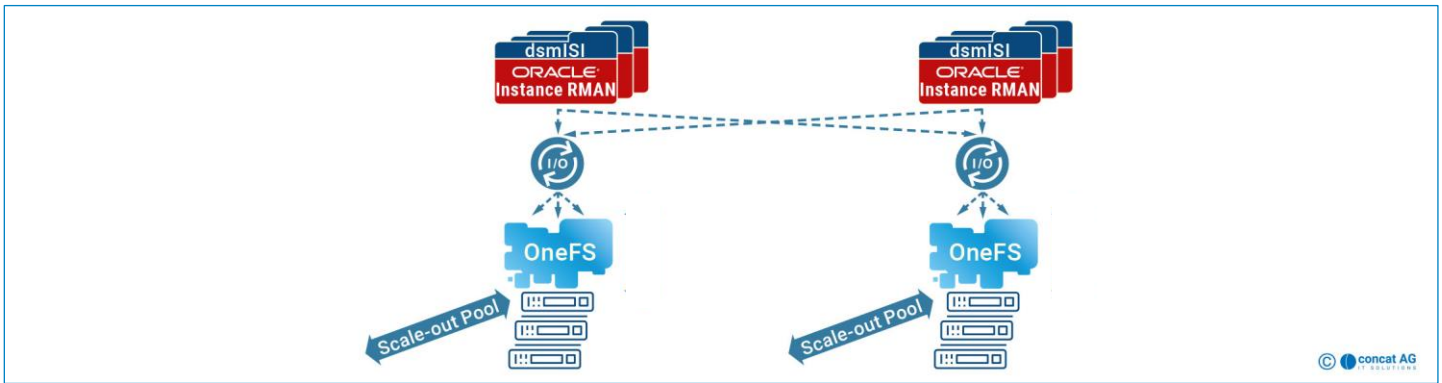 dsmISI
ORACLE®
Instance RMAN
dsmISI
ORACLE®
Instance RMAN
I/O
I/O
OneFS
OneFS
Scale-out Pool
Scale-out Pool
© concat AG
IT SOLUTIONS